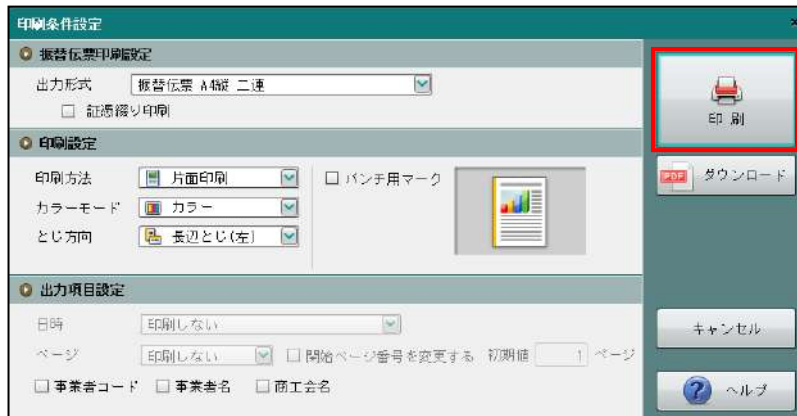 印刷条件設定
振替伝票印刷設定
出力形式 振替伝票 A4縦 二連
証憑綴り印刷
印刷設定
印刷方法 片面印刷 パンチ用マーク
カラーモード カラー
とじ方向 長辺とじ(左)
出力項目設定
日時 印刷しない
ページ 印刷しない 開始ページ番号を変更する 初期値 1 ページ
事業者コード 事業者名 商工会名
印 刷
PDF ダウンロード
キャンセル
? ヘルプ